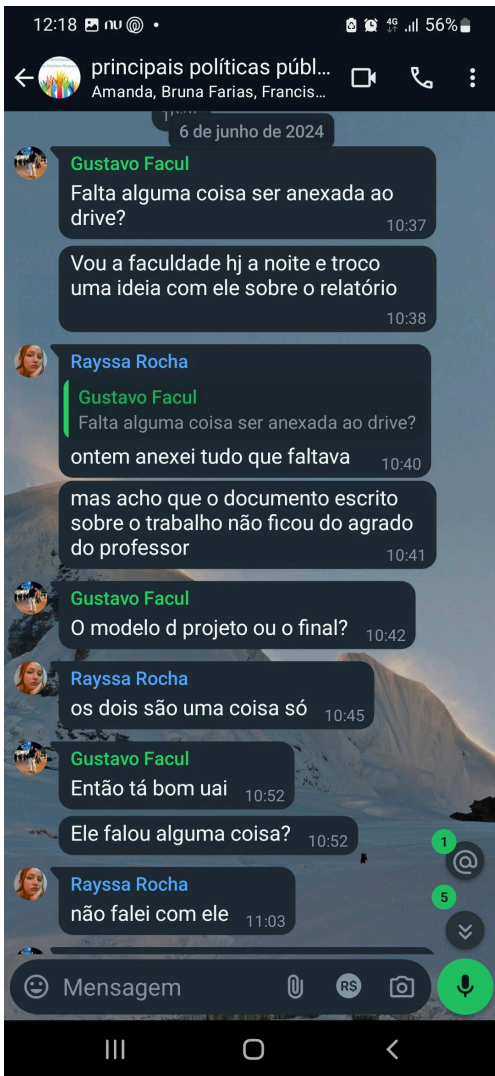 12:18
4G
56%
principais políticas públ...
Amanda, Bruna Farias, Francis...
6 de junho de 2024
Gustavo Facul
Falta alguma coisa ser anexada ao
drive?
10:37
Vou a faculdade hj a noite e troco
uma ideia com ele sobre o relatório
10:38
Rayssa Rocha
Gustavo Facul
Falta alguma coisa ser anexada ao drive?
ontem anexei tudo que faltava 10:40
mas acho que o documento escrito
sobre o trabalho não ficou do agrado
do professor 10:41
Gustavo Facul
O modelo d projeto ou o final? 10:42
Rayssa Rocha
os dois são uma coisa só 10:45
Gustavo Facul
Então tá bom uai 10:52
Ele falou alguma coisa? 10:52
1
@
Rayssa Rocha
5
não falei com ele 11:03
Mensagem R$